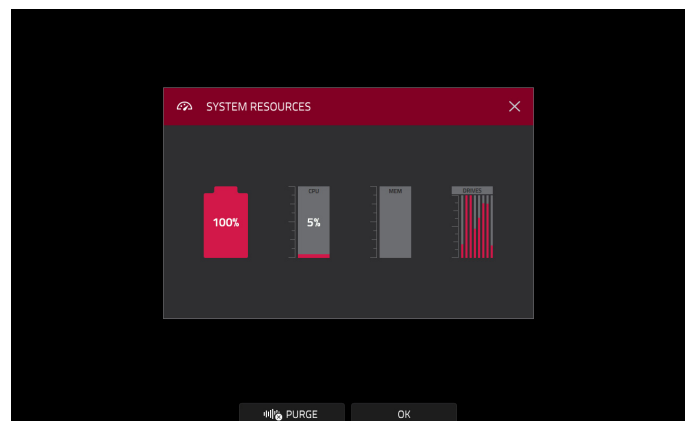 SYSTEM RESOURCES
CPU
MEM
DRIVES
100%
5%
PURGE
OK